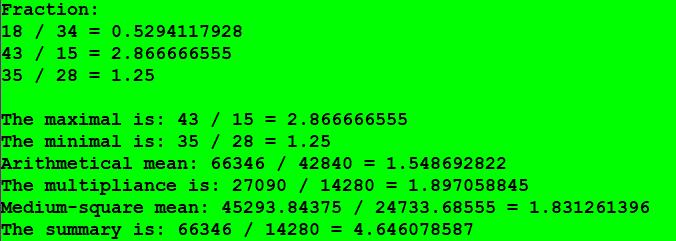 Fraction:
18 / 34 = 0.5294117928
43 / 15 = 2.866666555
35 / 28 = 1.25
The maximal is: 43 / 15 = 2.866666555
The minimal is: 35 / 28 = 1.25
Arithmetical mean: 66346 / 42840 = 1.548692822
The multipliance is: 27090 / 14280 = 1.897058845
Medium-square mean: 45293.84375 / 24733.68555 = 1.831261396
The summary is: 66346 / 14280 = 4.646078587